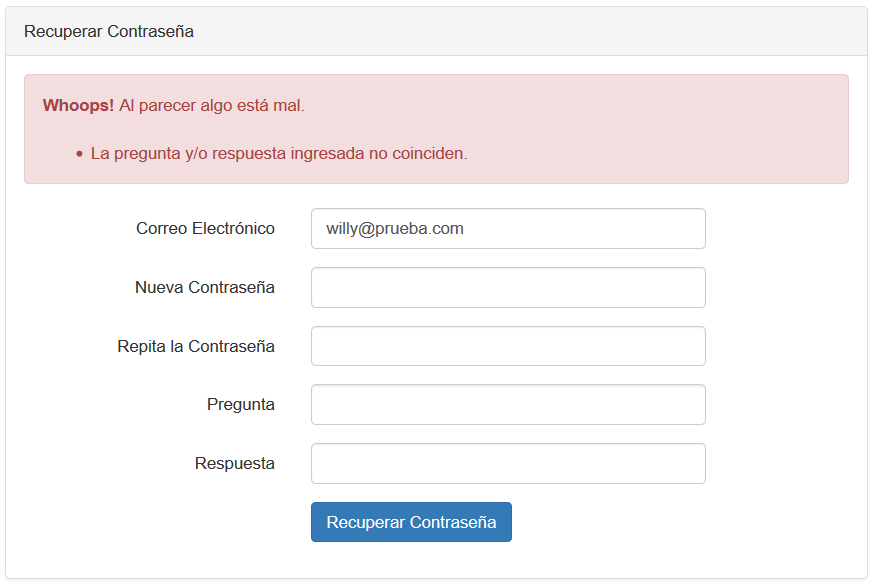 Recuperar Contraseña
Whoops! Al parecer algo está mal.
• La pregunta y/o respuesta ingresada no coinciden.
Correo Electrónico willy@prueba.com
Nueva Contraseña
Repita la Contraseña
Pregunta
Respuesta
Recuperar Contraseña